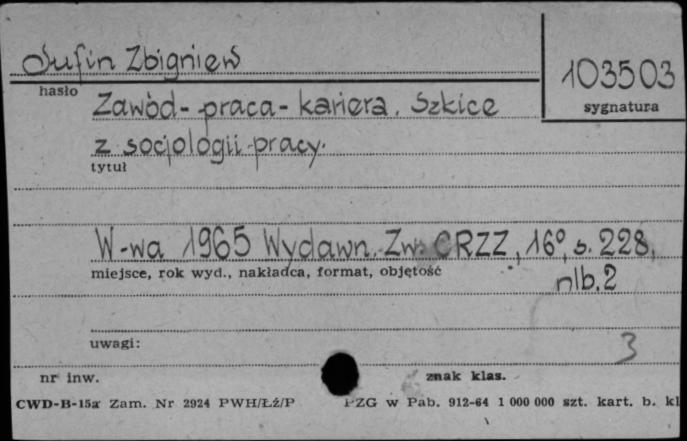 Sufin Zbigniew
103503
hasło
sygnatura
Zawód - praca - kariera. Szkice
z socjologii pracy.
tytuł
W-wa 1965 Wydawn. Zw. CRZZ, 16°, s. 228,
miejsce, rok wyd., nakładca, format, objętość
nlb. 2
uwagi:
3
nr inw.
znak klas.
CWD-B-15a Zam. Nr 2924 PWH/Łź/P PZG w Pab. 912-64 1 000 000 szt. kart. b. kl